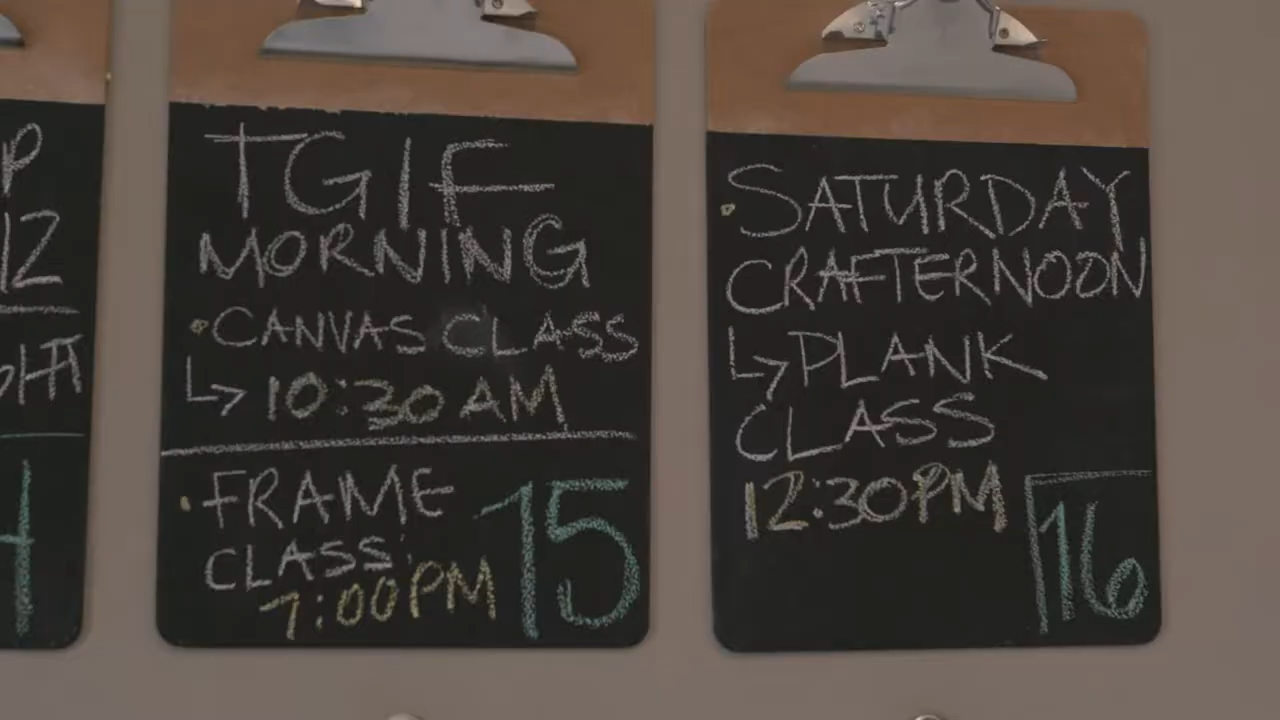 TGIF
MORNING
• CANVAS CLASS
↳ 10:30 AM
• FRAME
CLASS:
7:00PM
15
• SATURDAY
CRAFTERNOON
↳ PLANK
CLASS
12:30PM
16